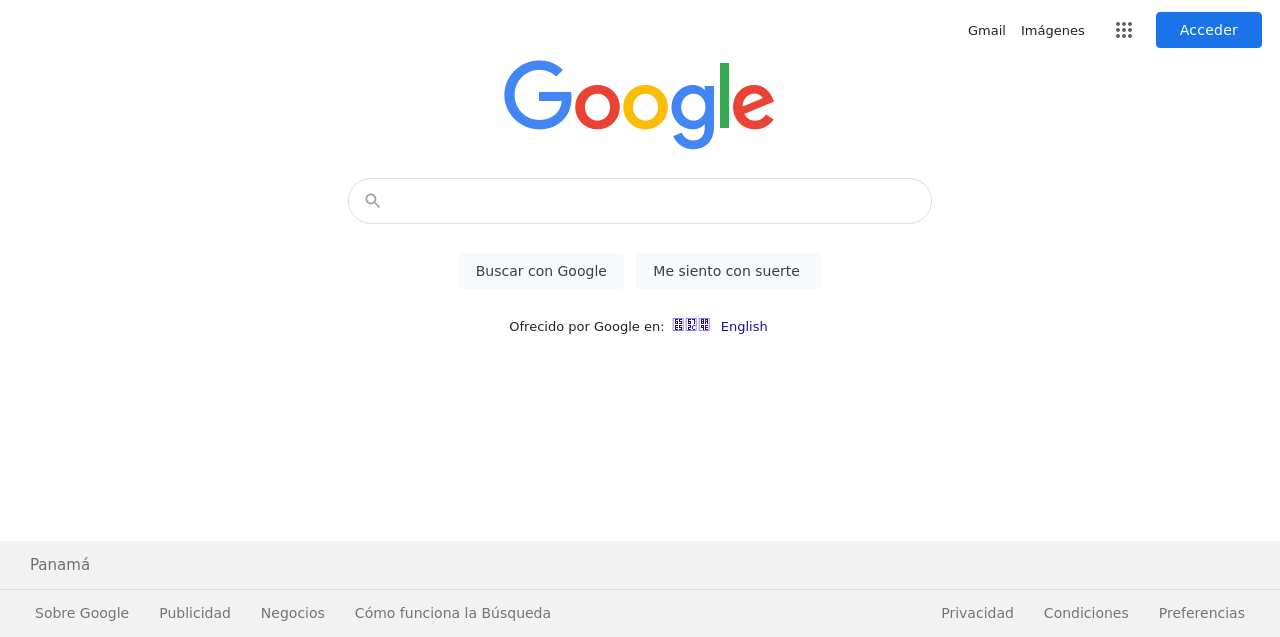 Gmail Imágenes Acceder
Google
Buscar con Google Me siento con suerte
Ofrecido por Google en: English
Panamá
Sobre Google Publicidad Negocios Cómo funciona la Búsqueda Privacidad Condiciones Preferencias